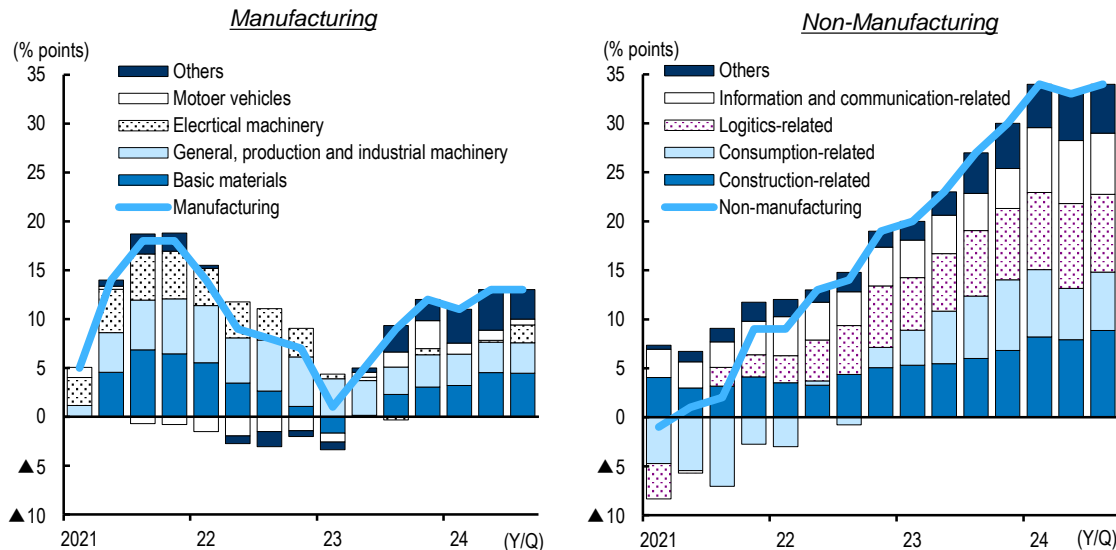 Manufacturing
(% points)
35
30
25
20
15
10
5
0
▲ 5
▲ 10
Others
Motoer vehicles
Elecrtical machinery
General, production and industrial machinery
Basic materials
Manufacturing
2021
22
23
24
(Y/Q)
Non-Manufacturing
(% points)
35
30
25
20
15
10
5
0
▲ 5
▲ 10
Others
Information and communication-related
Logitics-related
Consumption-related
Construction-related
Non-manufacturing
2021
22
23
24
(Y/Q)